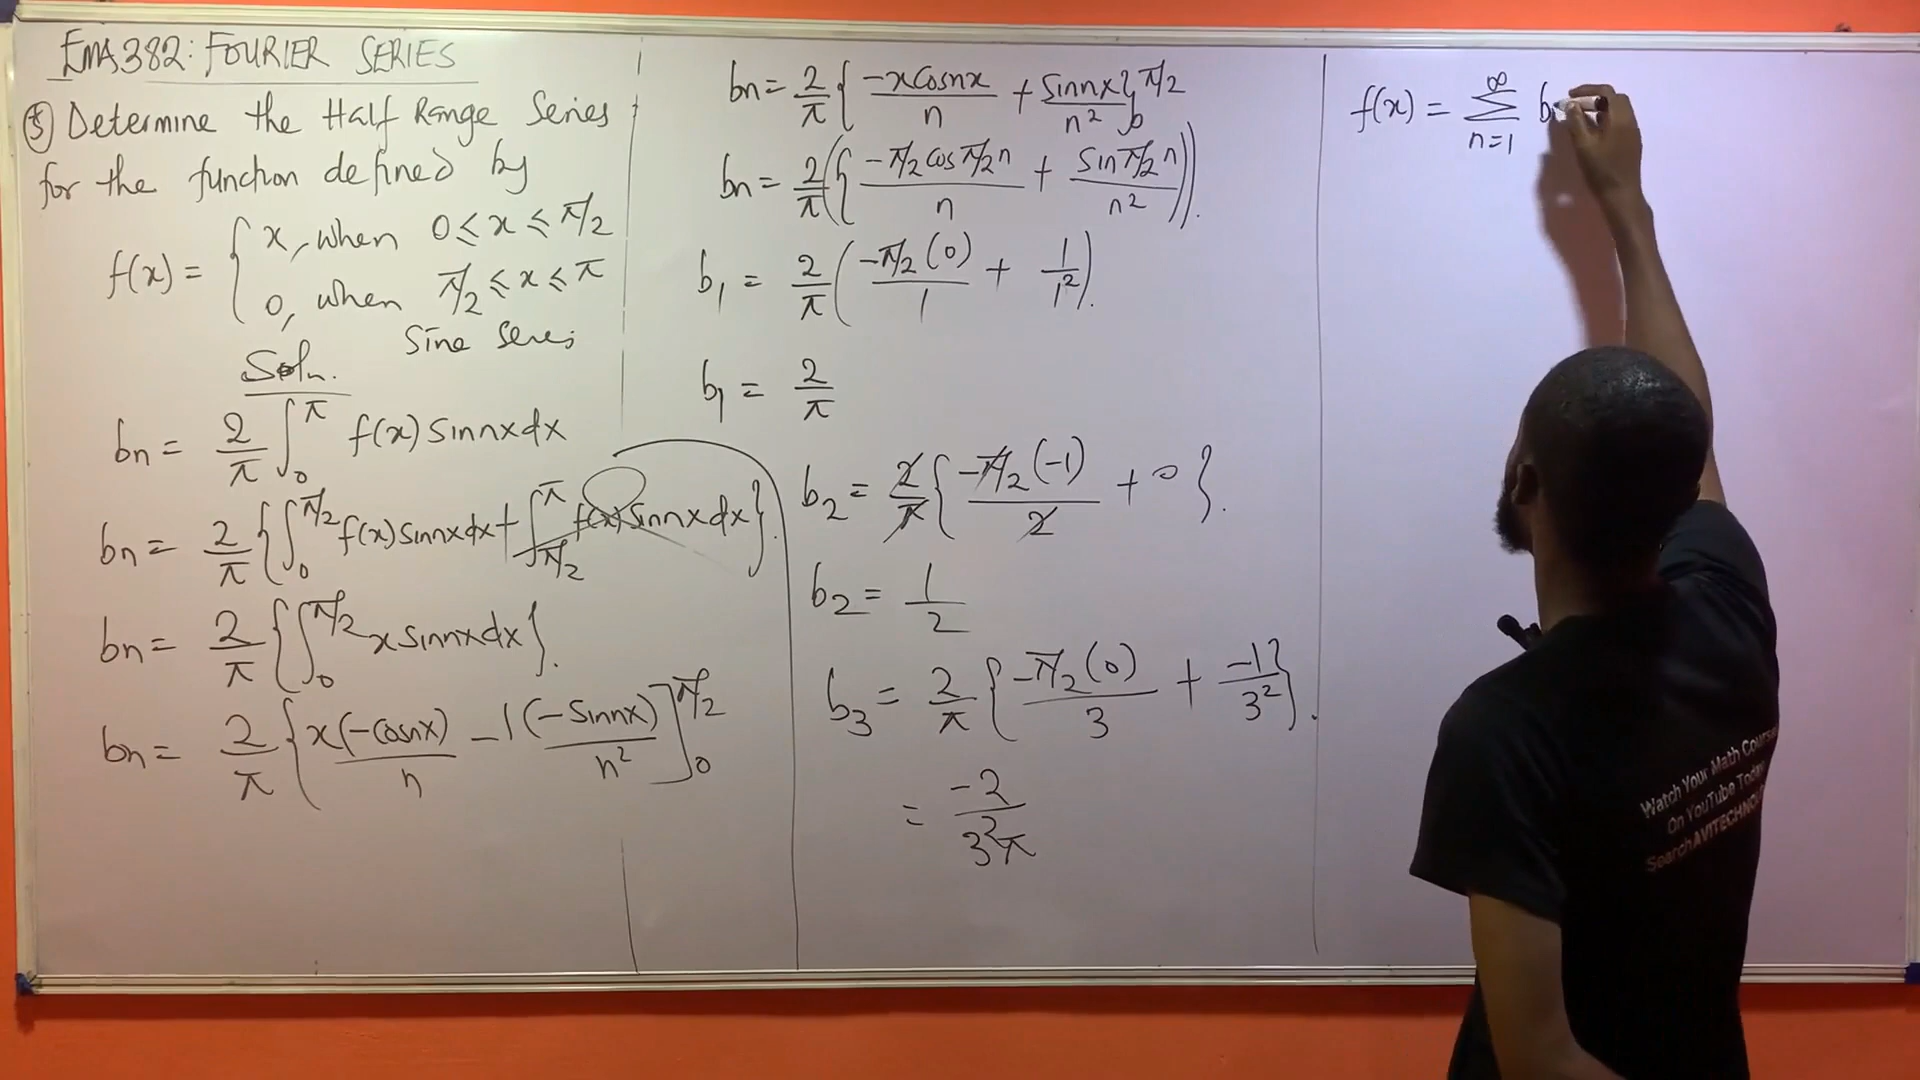 EMA382: FOURIER SERIES
(5) Determine the Half Range Series
for the function defined by
f(x) = { x, when 0 ≤ x ≤ π/2
0, when π/2 ≤ x ≤ π
Sine Series
Soln.
bn = 2/π ∫₀^π f(x) sinnx dx
bn = 2/π { ∫₀^π/2 f(x) sinnx dx + ∫_π/2^π f(x) sinnx dx }.
bn = 2/π { ∫₀^π/2 x sinnx dx }.
bn = 2/π { x(-cosnx)/n - 1(-sinnx)/n² ]₀^π/2
bn = 2/π { -x cosnx/n + sinnx/n² }₀^π/2
bn = 2/π ({ -π/2 cos π/2 n/n + sin π/2 n/n² )).
b₁ = 2/π ( -π/2 (0)/1 + 1/1² ).
b₁ = 2/π
b₂ = 2/π { -π/2 (-1)/2 + 0 }.
b₂ = 1/2
b₃ = 2/π { -π/2 (0)/3 + -1/3² }.
= -2/3²π
f(x) = ∞ Σ n=1 b
Watch Your Math Course
On YouTube Today
Search AVITECHNO